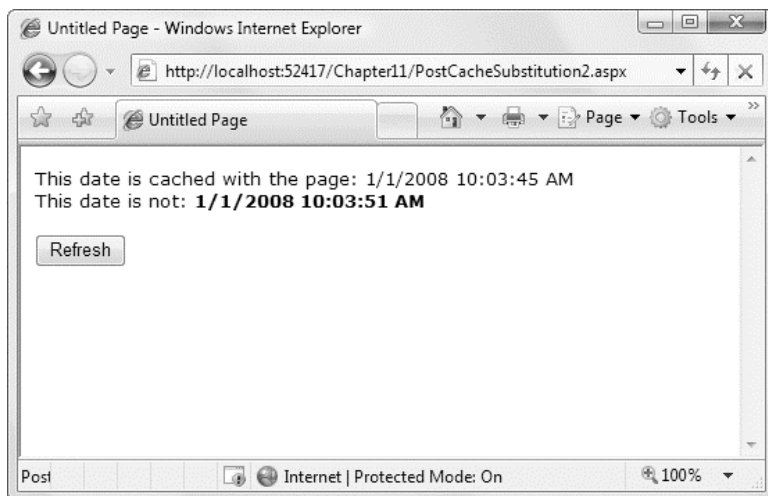 Untitled Page - Windows Internet Explorer
http://localhost:52417/Chapter11/PostCacheSubstitution2.aspx
Untitled Page
Page
Tools
This date is cached with the page: 1/1/2008 10:03:45 AM
This date is not: 1/1/2008 10:03:51 AM
Refresh
Post
Internet | Protected Mode: On
100%